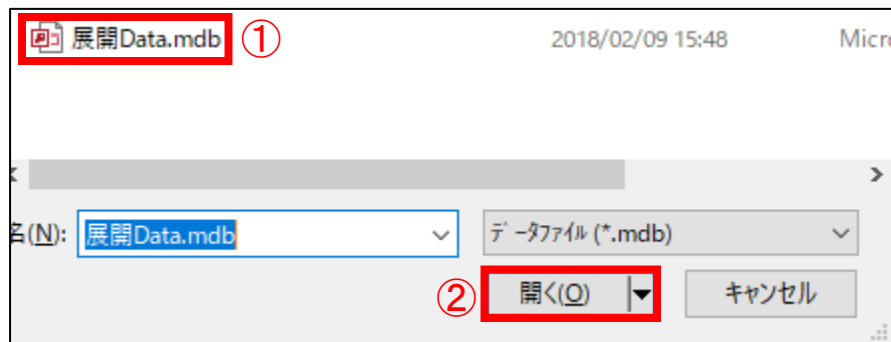 展開Data.mdb ① 2018/02/09 15:48 Micr
名(N): 展開Data.mdb ﾃﾞｰﾀﾌｧｲﾙ (*.mdb)
② 開く(O) キャンセル